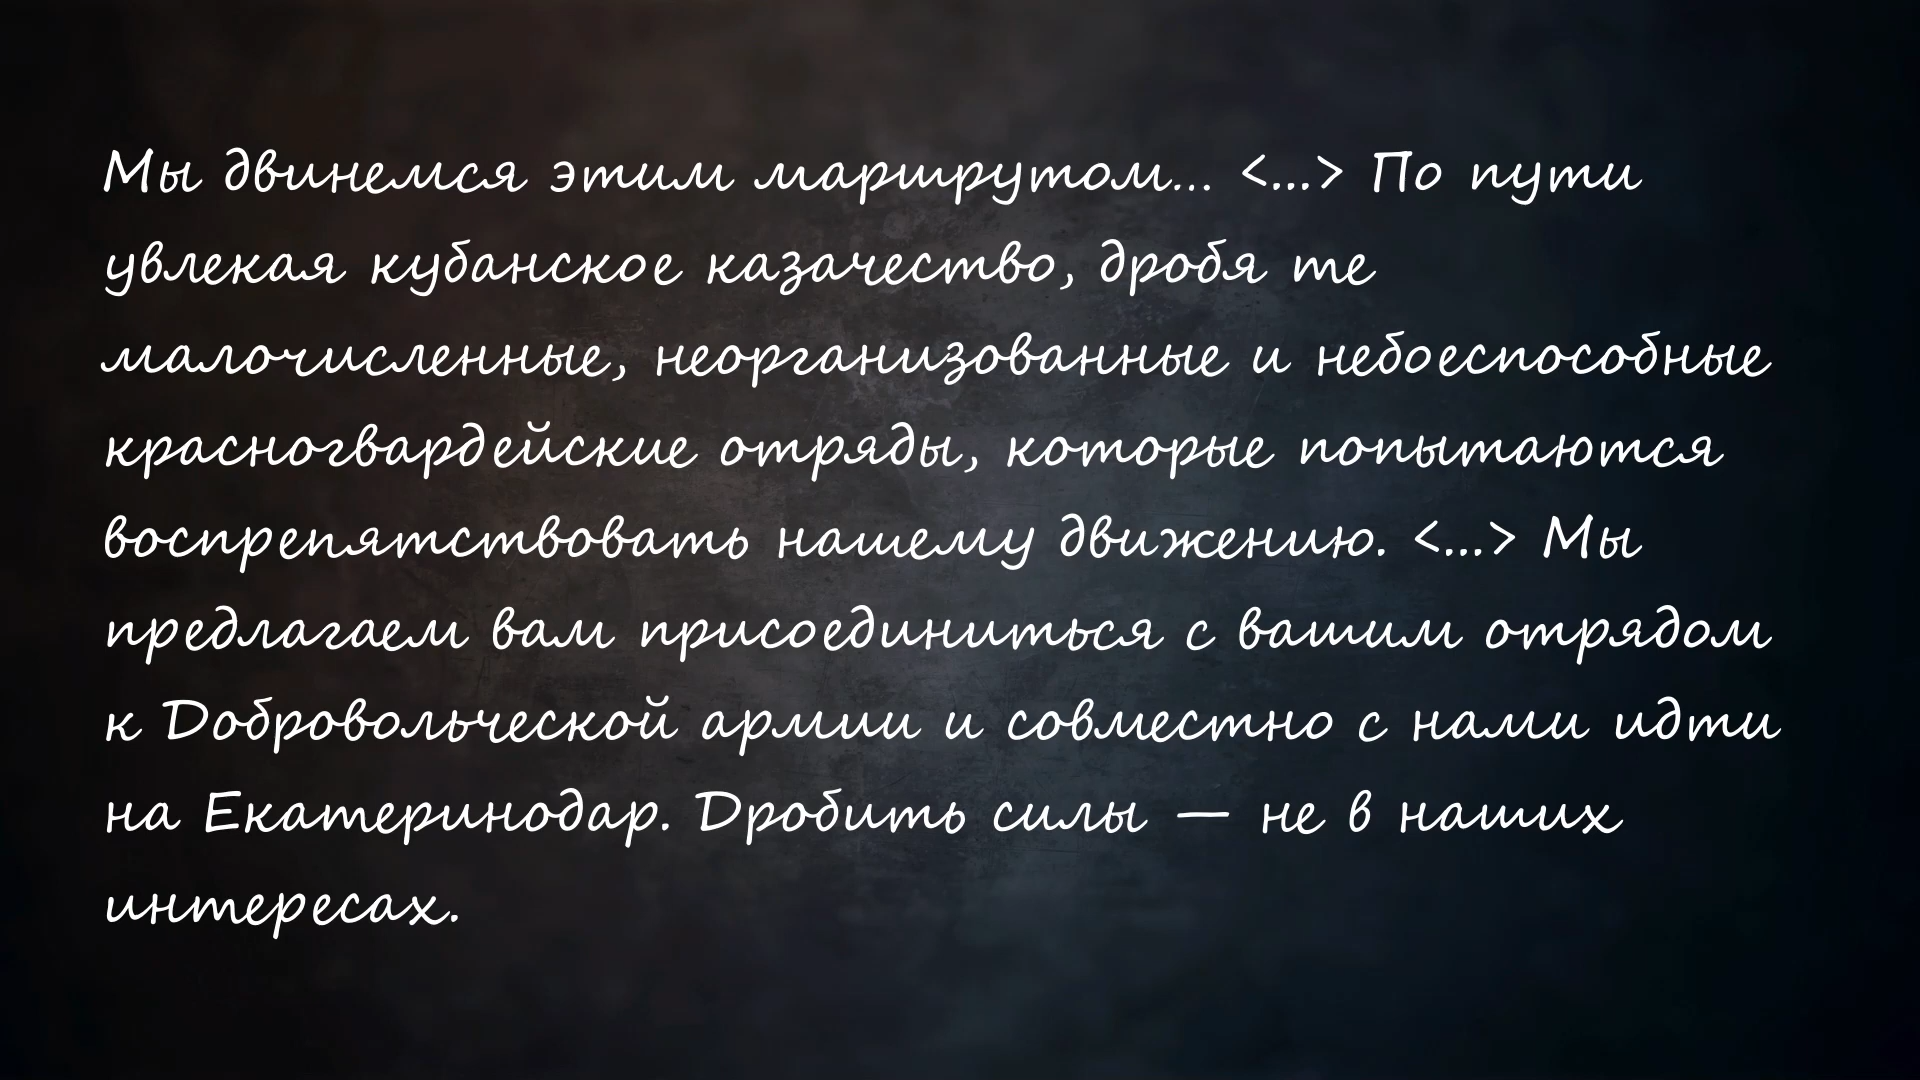 Мы двинемся этим маршрутом... <...> По пути
увлекая кубанское казачество, дробя те
малочисленные, неорганизованные и небоеспособные
красногвардейские отряды, которые попытаются
воспрепятствовать нашему движению. <...> Мы
предлагаем вам присоединиться с вашим отрядом
к Добровольческой армии и совместно с нами идти
на Екатеринодар. Дробить силы — не в наших
интересах.